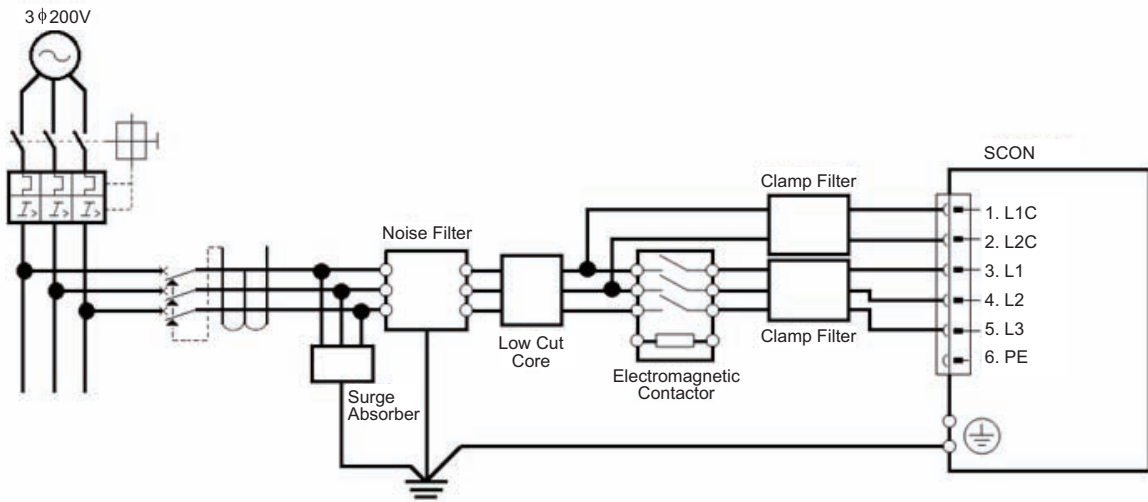 3ϕ200V
SCON
Clamp Filter
1. L1C
2. L2C
Noise Filter
3. L1
4. L2
5. L3
6. PE
Low Cut
Core
Clamp Filter
Electromagnetic
Contactor
Surge
Absorber
I>
I>
I>